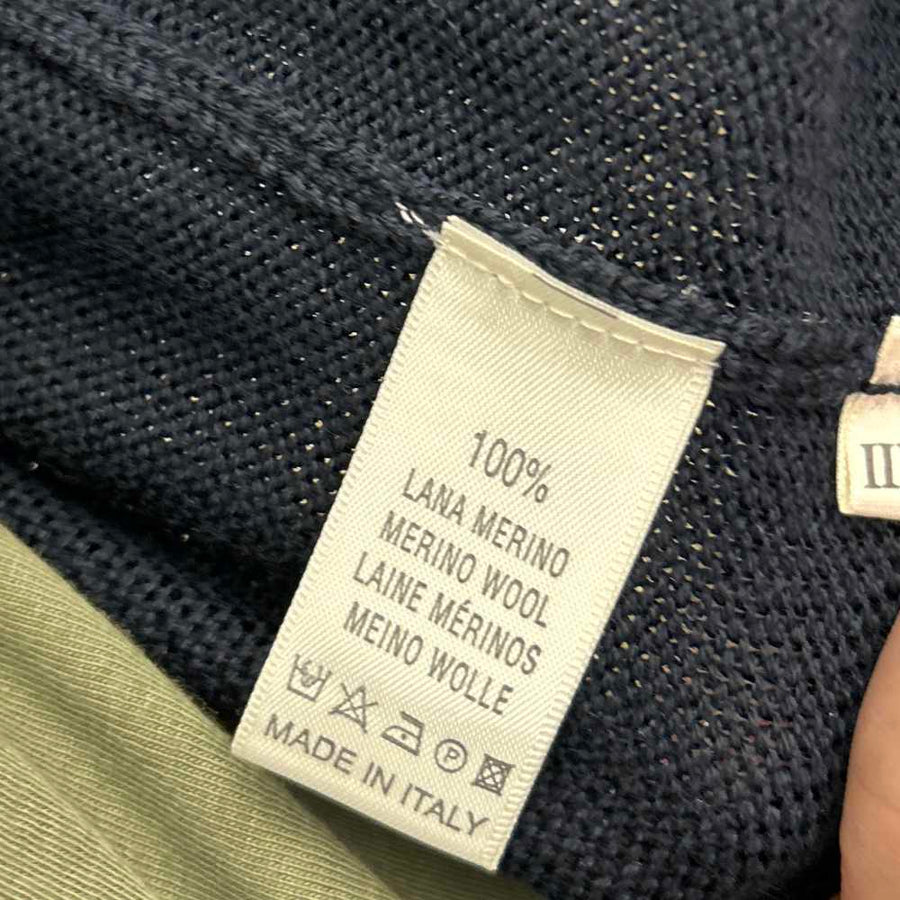 100%
LANA MERINO
MERINO WOOL
LAINE MÉRINOS
MEINO WOLLE
P
MADE IN ITALY